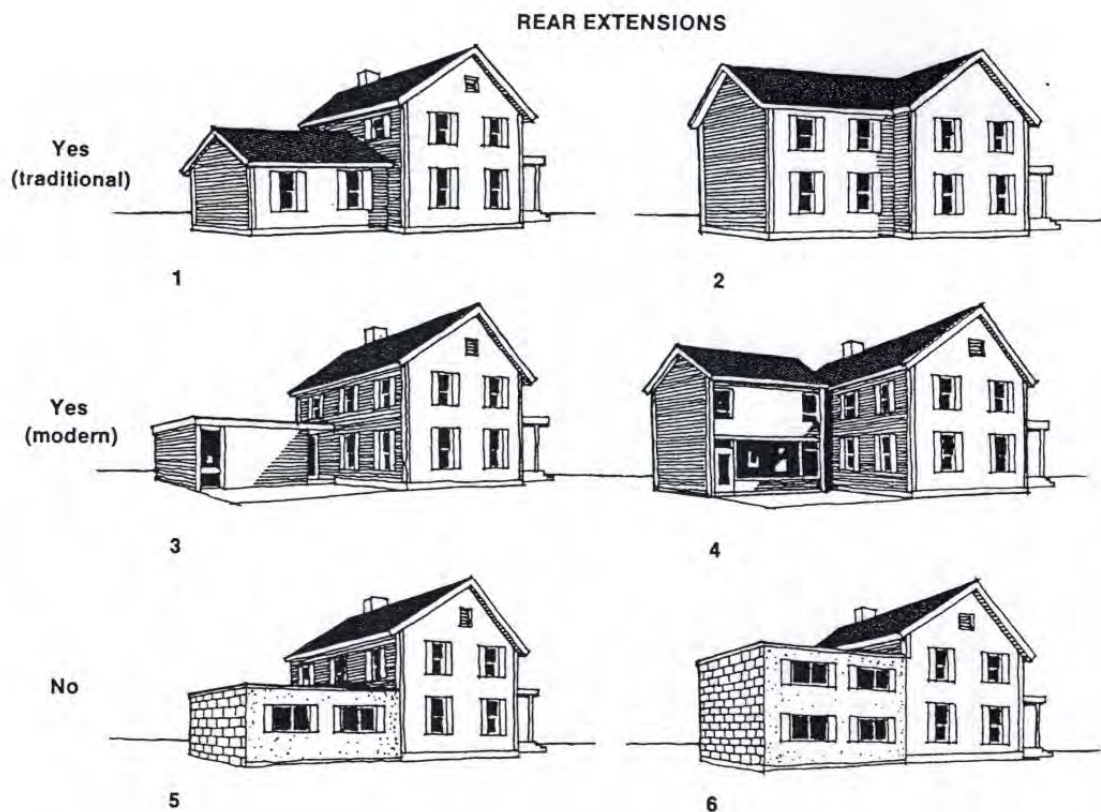 REAR EXTENSIONS
Yes
(traditional)
1
2
Yes
(modern)
3
4
No
5
6